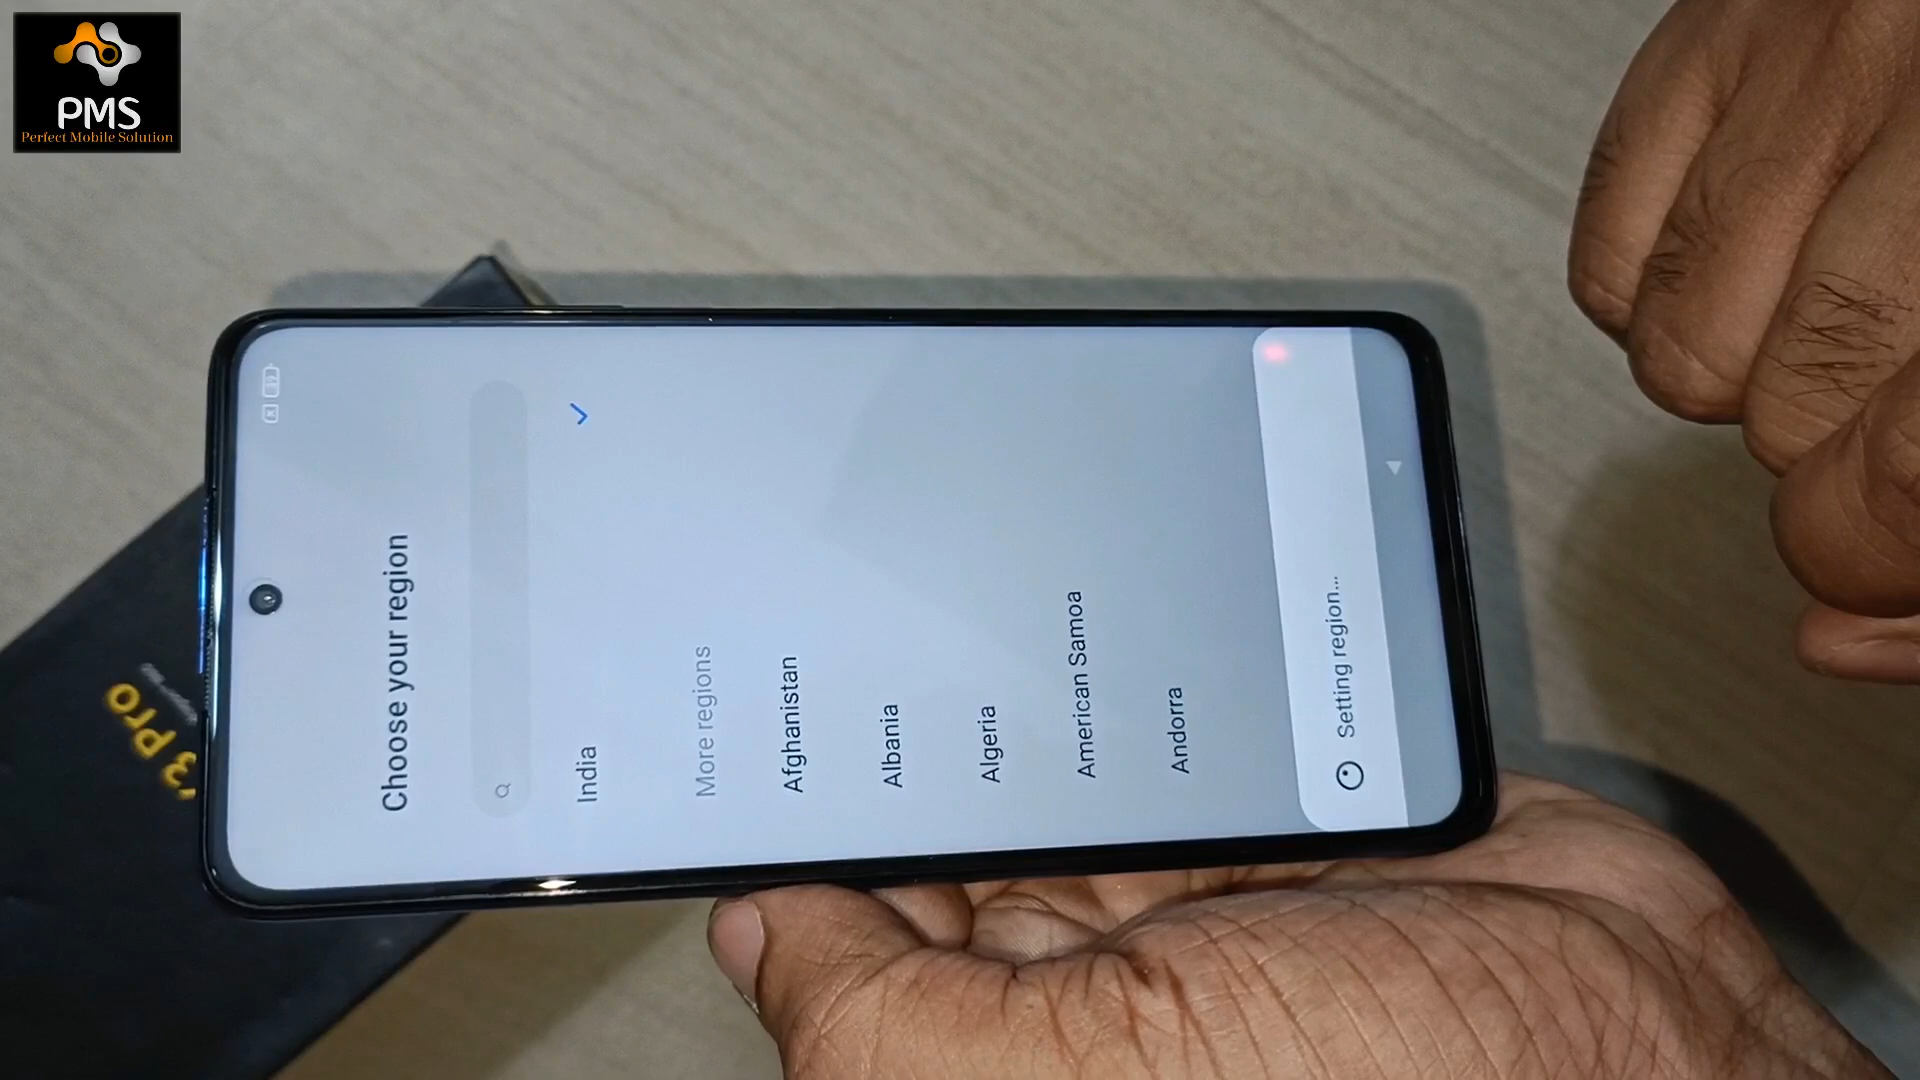 PMS
Perfect Mobile Solution
Choose your region
India
More regions
Afghanistan
Albania
Algeria
American Samoa
Andorra
Setting region...
3 Pro